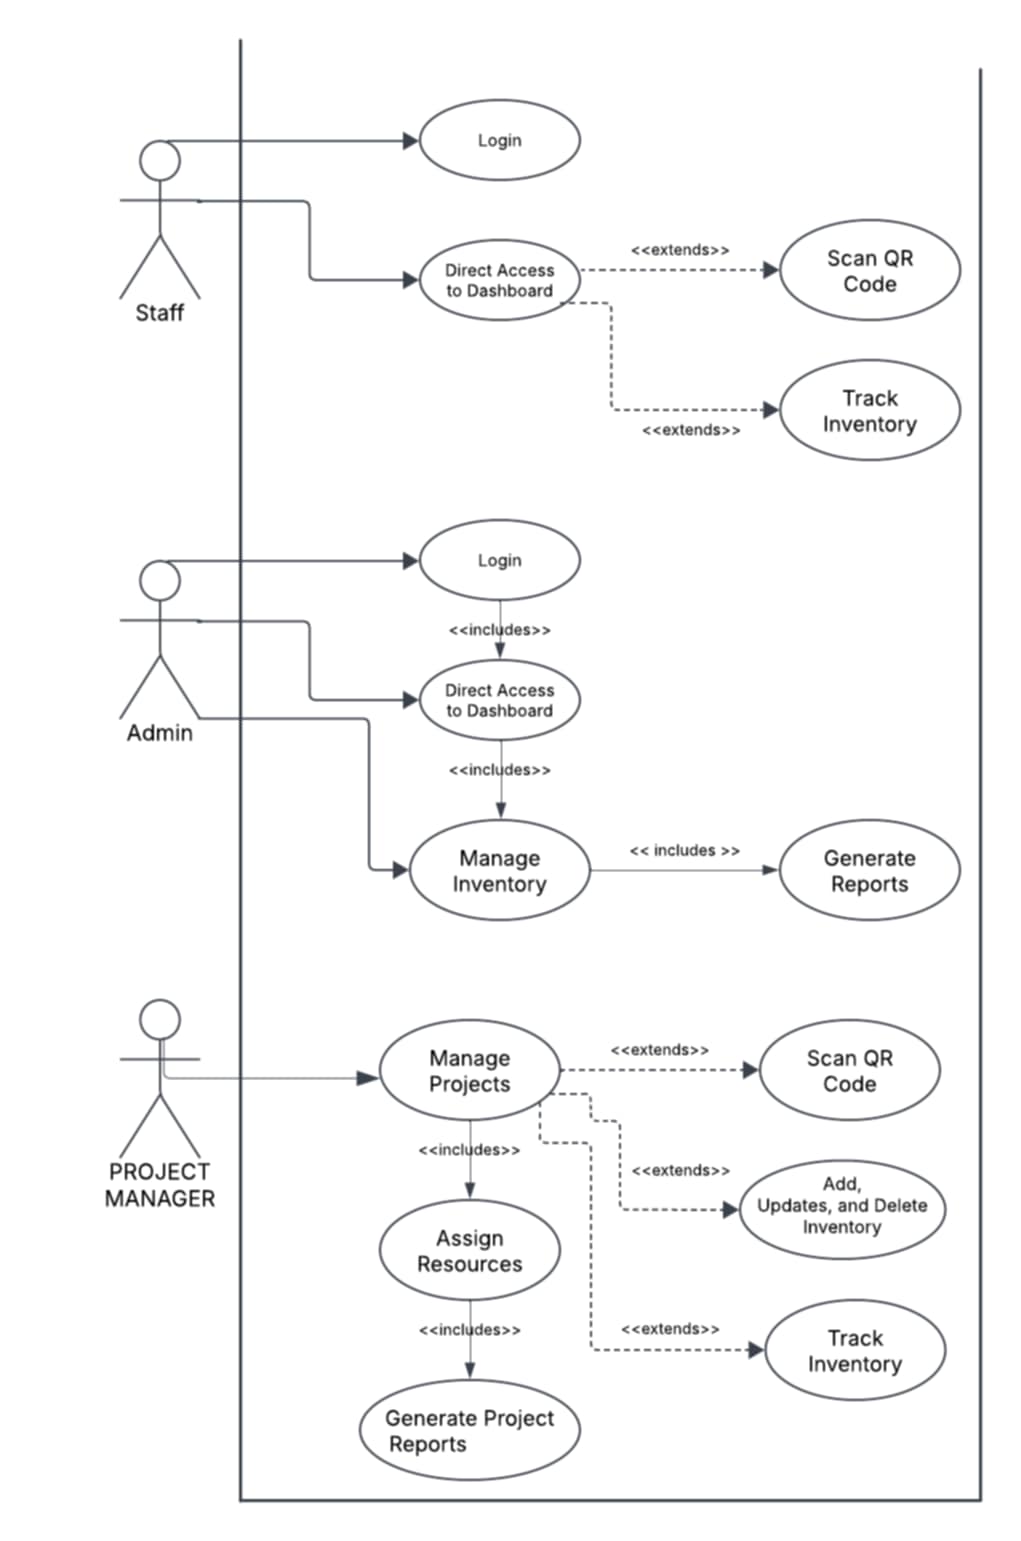 Login
Staff
Direct Access
to Dashboard
<<extends>>
Scan QR
Code
<<extends>>
Track
Inventory
Login
<<includes>>
Admin
Direct Access
to Dashboard
<<includes>>
Manage
Inventory
<< includes >>
Generate
Reports
PROJECT
MANAGER
Manage
Projects
<<extends>>
Scan QR
Code
<<includes>>
<<extends>>
Add,
Updates, and Delete
Inventory
Assign
Resources
<<includes>>
<<extends>>
Track
Inventory
Generate Project
Reports